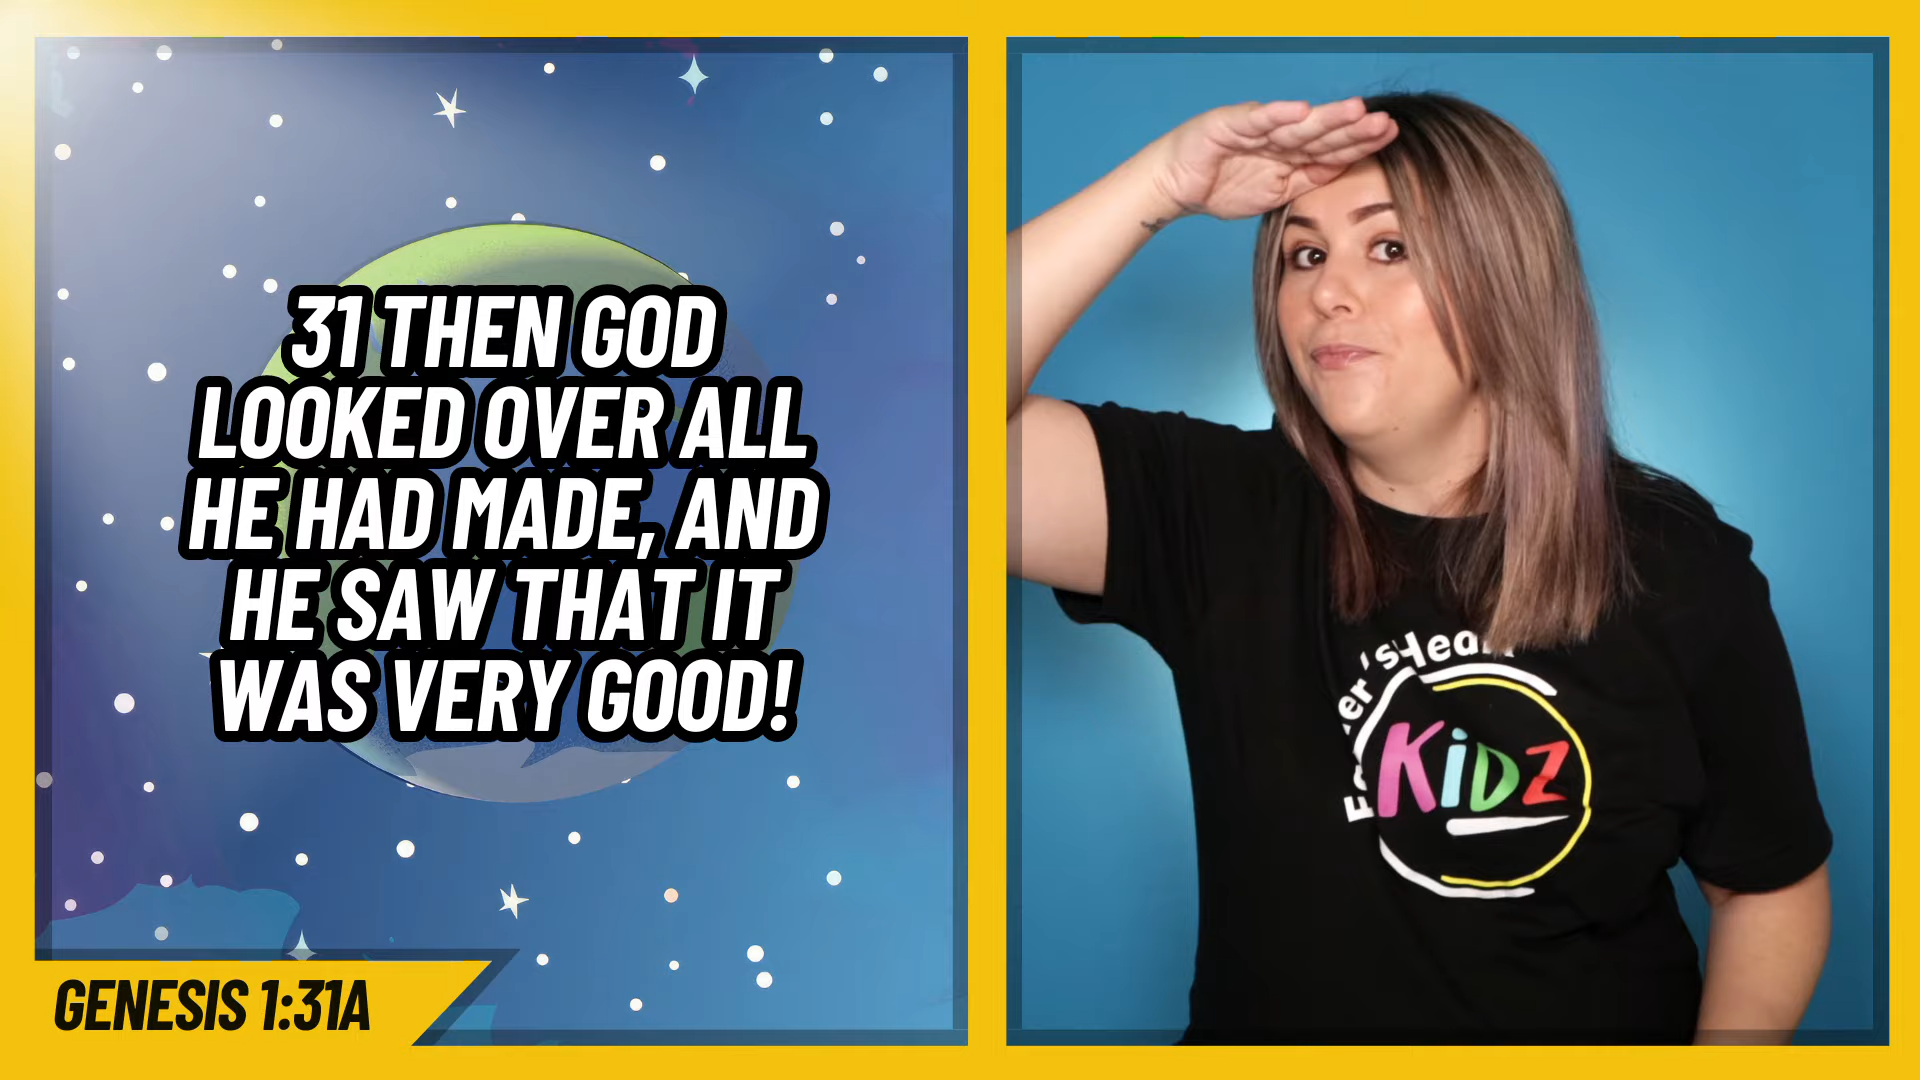 31 THEN GOD
LOOKED OVER ALL
HE HAD MADE, AND
HE SAW THAT IT
WAS VERY GOOD!
GENESIS 1:31A
KiDZ